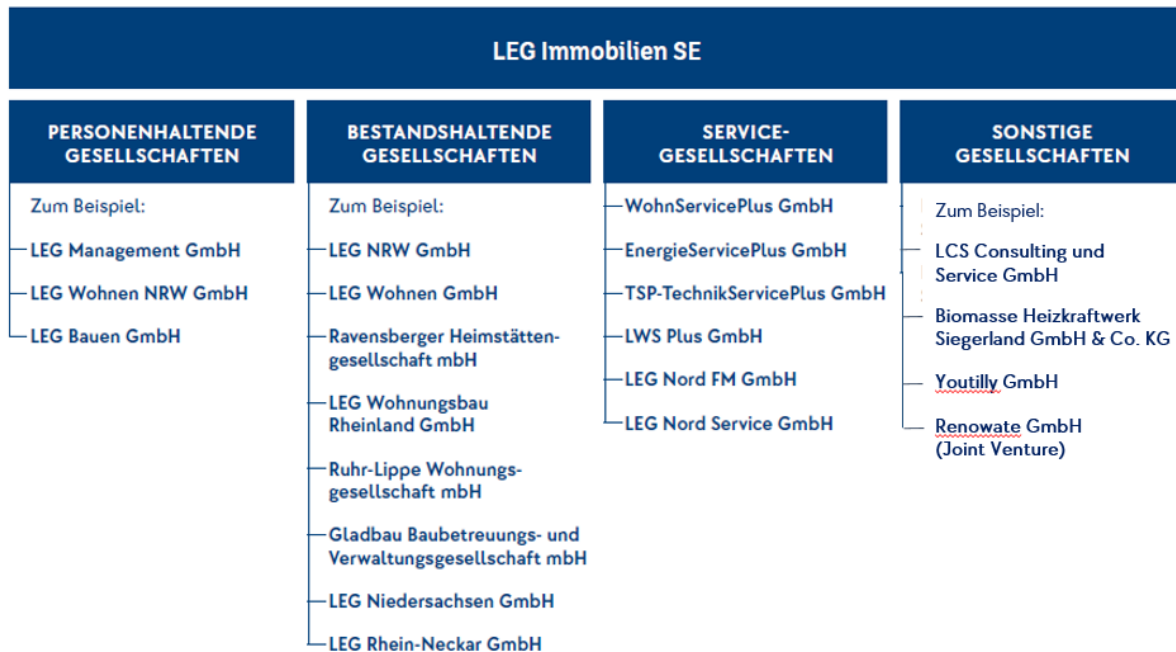 LEG Immobilien SE
PERSONENHALTENDE
GESELLSCHAFTEN
Zum Beispiel:
LEG Management GmbH
LEG Wohnen NRW GmbH
LEG Bauen GmbH
BESTANDSHALTENDE
GESELLSCHAFTEN
Zum Beispiel:
LEG NRW GmbH
LEG Wohnen GmbH
Ravensberger Heimstätten-
gesellschaft mbH
LEG Wohnungsbau
Rheinland GmbH
Ruhr-Lippe Wohnungs-
gesellschaft mbH
Gladbau Baubetreuungs- und
Verwaltungsgesellschaft mbH
LEG Niedersachsen GmbH
LEG Rhein-Neckar GmbH
SERVICE-
GESELLSCHAFTEN
WohnServicePlus GmbH
EnergieServicePlus GmbH
TSP-TechnikServicePlus GmbH
LWS Plus GmbH
LEG Nord FM GmbH
LEG Nord Service GmbH
SONSTIGE
GESELLSCHAFTEN
Zum Beispiel:
LCS Consulting und
Service GmbH
Biomasse Heizkraftwerk
Siegerland GmbH & Co. KG
Youtilly GmbH
Renowate GmbH
(Joint Venture)